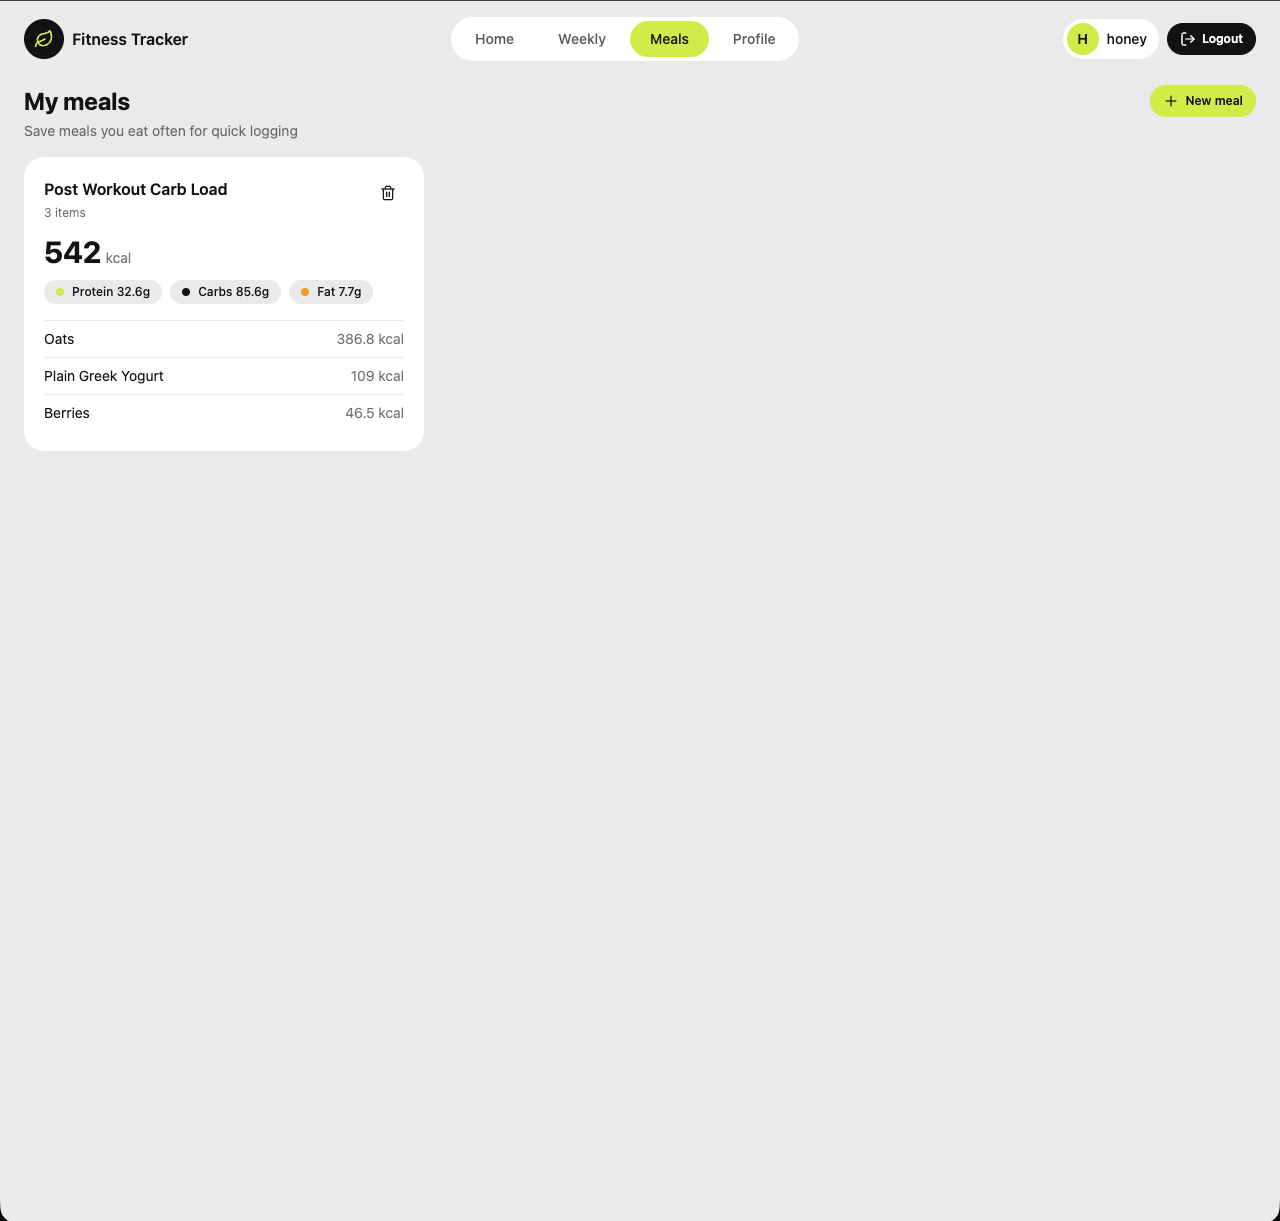 Fitness Tracker
Home Weekly Meals Profile
H honey Logout
My meals
New meal
Save meals you eat often for quick logging
Post Workout Carb Load
3 items
542 kcal
Protein 32.6g Carbs 85.6g Fat 7.7g
Oats 386.8 kcal
Plain Greek Yogurt 109 kcal
Berries 46.5 kcal